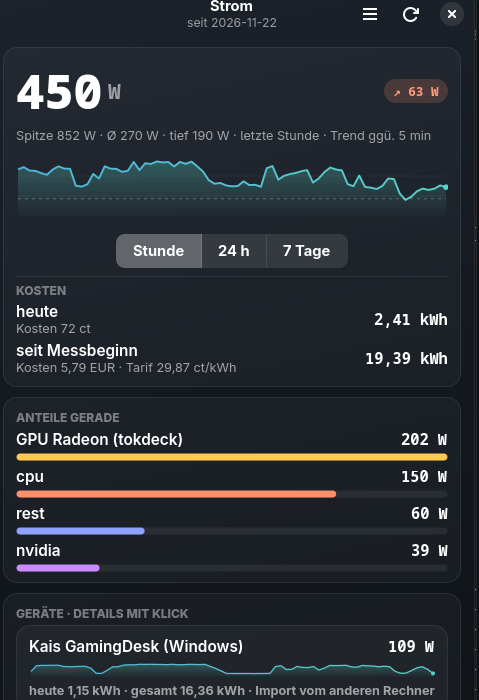 Strom
seit 2026-11-22
450 W
↗ 63 W
Spitze 852 W · Ø 270 W · tief 190 W · letzte Stunde · Trend ggü. 5 min
Stunde
24 h
7 Tage
KOSTEN
heute
2,41 kWh
Kosten 72 ct
seit Messbeginn
19,39 kWh
Kosten 5,79 EUR · Tarif 29,87 ct/kWh
ANTEILE GERADE
GPU Radeon (tokdeck)
202 W
cpu
150 W
rest
60 W
nvidia
39 W
GERÄTE · DETAILS MIT KLICK
Kais GamingDesk (Windows)
109 W
heute 1,15 kWh · gesamt 16,36 kWh · Import vom anderen Rechner